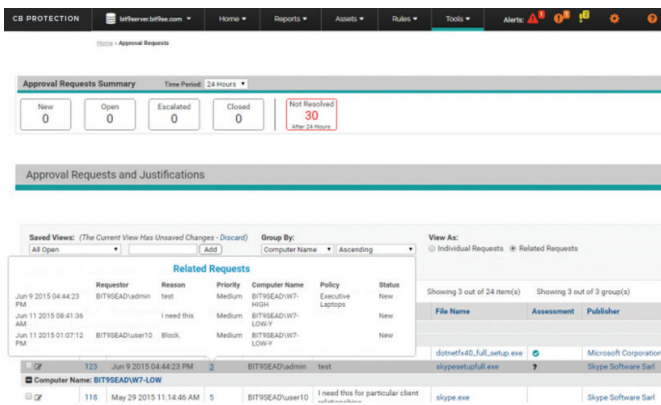 CB PROTECTION bit9server.bit9se.com Home Reports Assets Rules Tools Alerts: 1 3 2
Home » Approval Requests
Approval Requests Summary Time Period: 24 Hours
New Open Escalated Closed Not Resolved
0 0 0 0 30
After 24 Hours
Approval Requests and Justifications
Saved Views: (The Current View Has Unsaved Changes - Discard) Group By: View As:
All Open Add Computer Name Ascending Individual Requests Related Requests
Related Requests
Requestor Reason Priority Computer Name Policy Status
Jun 9 2015 04:44:23 PM BIT9SEAD\admin test Medium BIT9SEAD\W7-HIGH Executive Laptops New
Jun 11 2015 08:41:36 AM I need this Medium BIT9SEAD\W7-LOW-Y New
Jun 11 2015 01:07:12 PM BIT9SEAD\user10 Block. Medium BIT9SEAD\W7-LOW-Y New
Showing 3 out of 24 item(s) Showing 3 out of 3 group(s)
File Name Assessment Publisher
dotnetfx40_full_setup.exe Microsoft Corporation
123 Jun 9 2015 04:44:23 PM 3 BIT9SEAD\admin test skypesetupfull.exe ? Skype Software Sarl
Computer Name: BIT9SEAD\W7-LOW
118 May 29 2015 11:14:46 AM 5 BIT9SEAD\user10 I need this for particular client skype.exe Skype Software Sarl